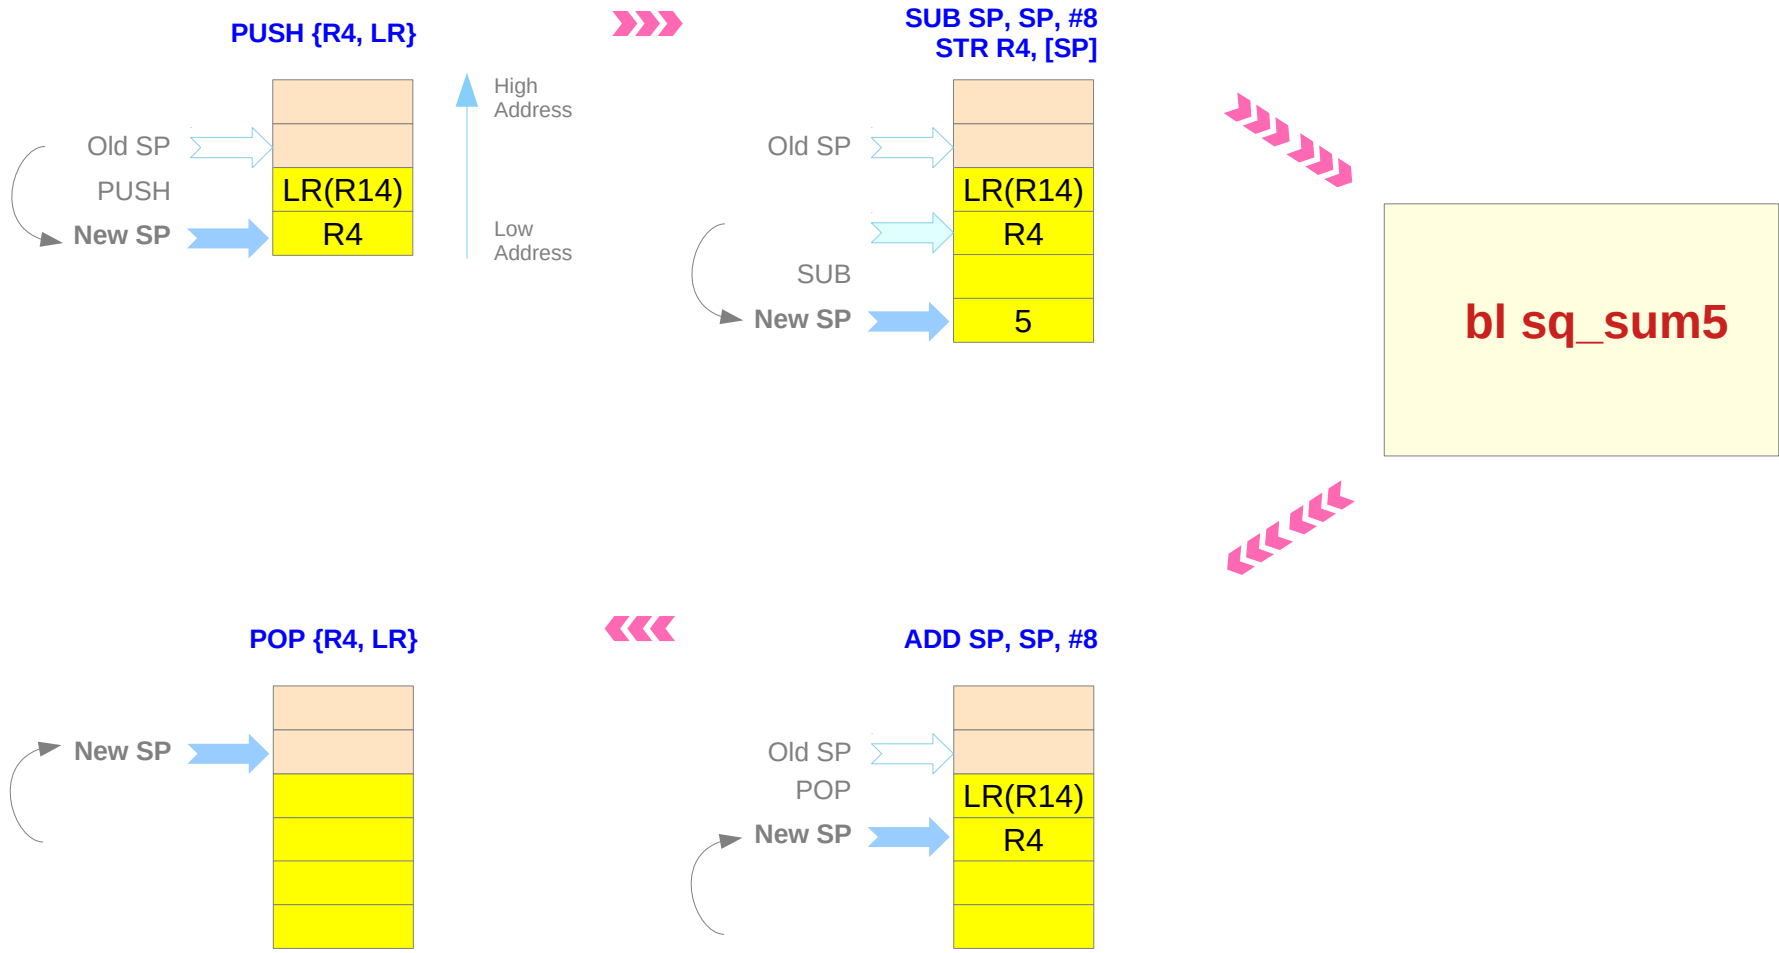 PUSH {R4, LR}
High
Address
Old SP
PUSH
LR(R14)
New SP
R4
Low
Address
SUB SP, SP, #8
STR R4, [SP]
Old SP
LR(R14)
R4
SUB
New SP
5
bl sq_sum5
POP {R4, LR}
New SP
ADD SP, SP, #8
Old SP
POP
LR(R14)
New SP
R4